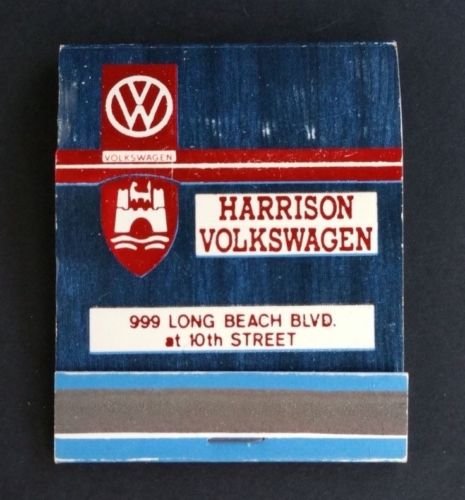 VW
VOLKSWAGEN
HARRISON
VOLKSWAGEN
999 LONG BEACH BLVD.
at 10th STREET